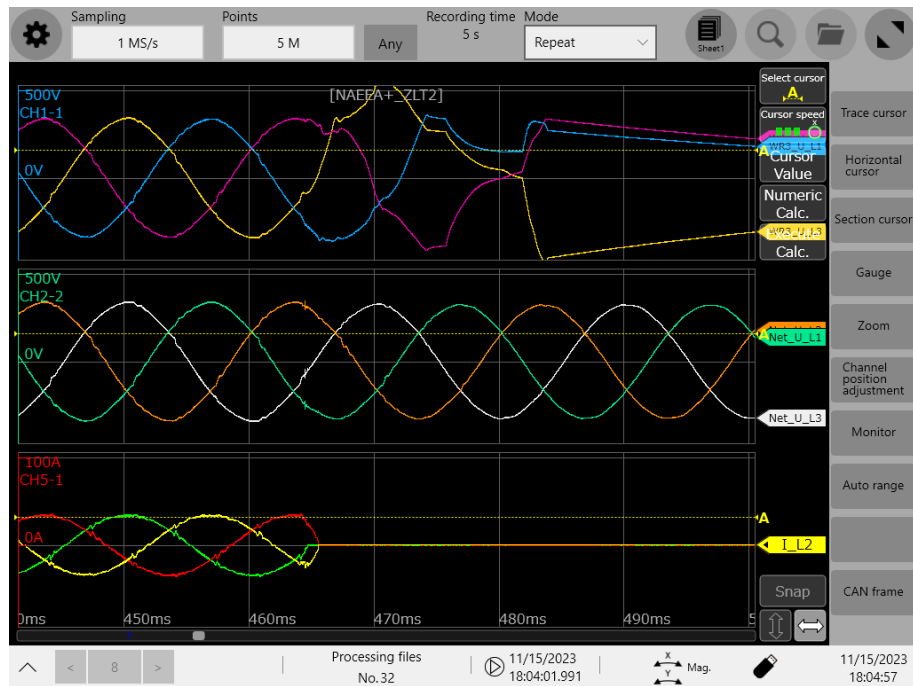 Sampling
Points
Recording time
Mode
1 MS/s
5 M
Any
5 s
Repeat
Sheet1
500V
CH1-1
[NAEEA+_ZLT2]
0V
Select cursor
A
Cursor speed
X
WR3_U_L1
A
Cursor
Value
Numeric
Calc.
WR3_U_L3
Execute
Calc.
500V
CH2-2
0V
A
Net_U_L1
Net_U_L3
100A
CH5-1
0A
A
I_L2
Snap
0ms
450ms
460ms
470ms
480ms
490ms
5
Trace cursor
Horizontal
cursor
Section cursor
Gauge
Zoom
Channel
position
adjustment
Monitor
Auto range
CAN frame
<
8
>
Processing files
No. 32
11/15/2023
18:04:01.991
X
Y
Mag.
11/15/2023
18:04:57